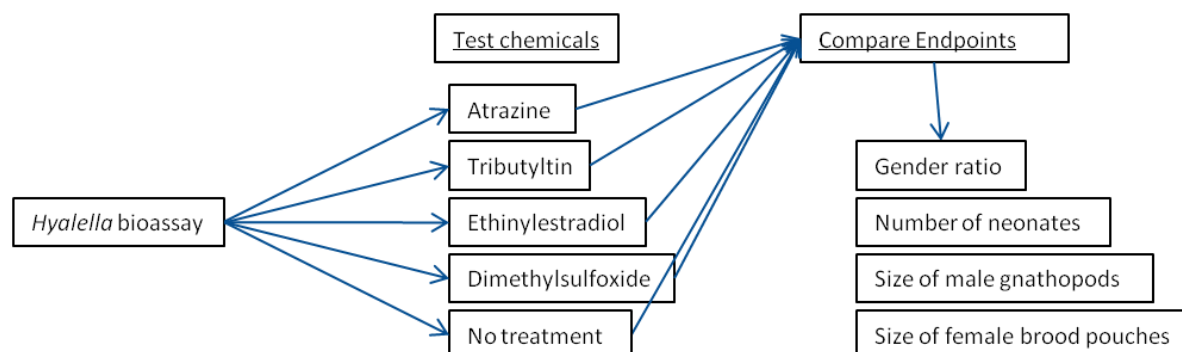 Test chemicals
Compare Endpoints
Atrazine
Tributyltin
Gender ratio
Hyalella bioassay
Ethinylestradiol
Number of neonates
Dimethylsulfoxide
Size of male gnathopods
No treatment
Size of female brood pouches